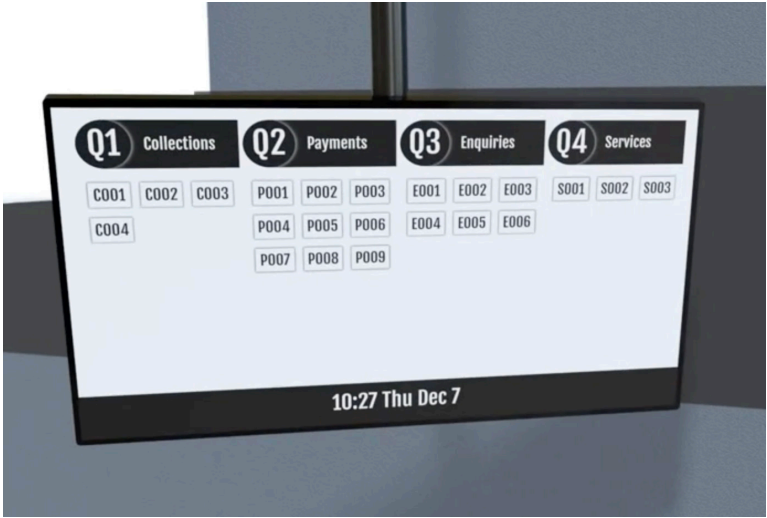 Q1 Collections
C001 C002 C003
C004
Q2 Payments
P001 P002 P003
P004 P005 P006
P007 P008 P009
Q3 Enquiries
E001 E002 E003
E004 E005 E006
Q4 Services
S001 S002 S003
10:27 Thu Dec 7